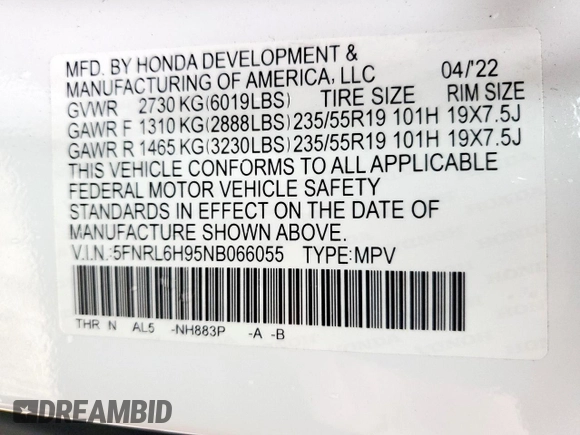 MFD. BY HONDA DEVELOPMENT &
MANUFACTURING OF AMERICA, LLC 04/'22
GVWR 2730 KG(6019LBS) TIRE SIZE RIM SIZE
GAWR F 1310 KG(2888LBS) 235/55R19 101H 19X7.5J
GAWR R 1465 KG(3230LBS) 235/55R19 101H 19X7.5J
THIS VEHICLE CONFORMS TO ALL APPLICABLE
FEDERAL MOTOR VEHICLE SAFETY
STANDARDS IN EFFECT ON THE DATE OF
MANUFACTURE SHOWN ABOVE.
V.I.N.:5FNRL6H95NB066055 TYPE:MPV
THR N AL5 -NH883P -A -B
DREAMBID